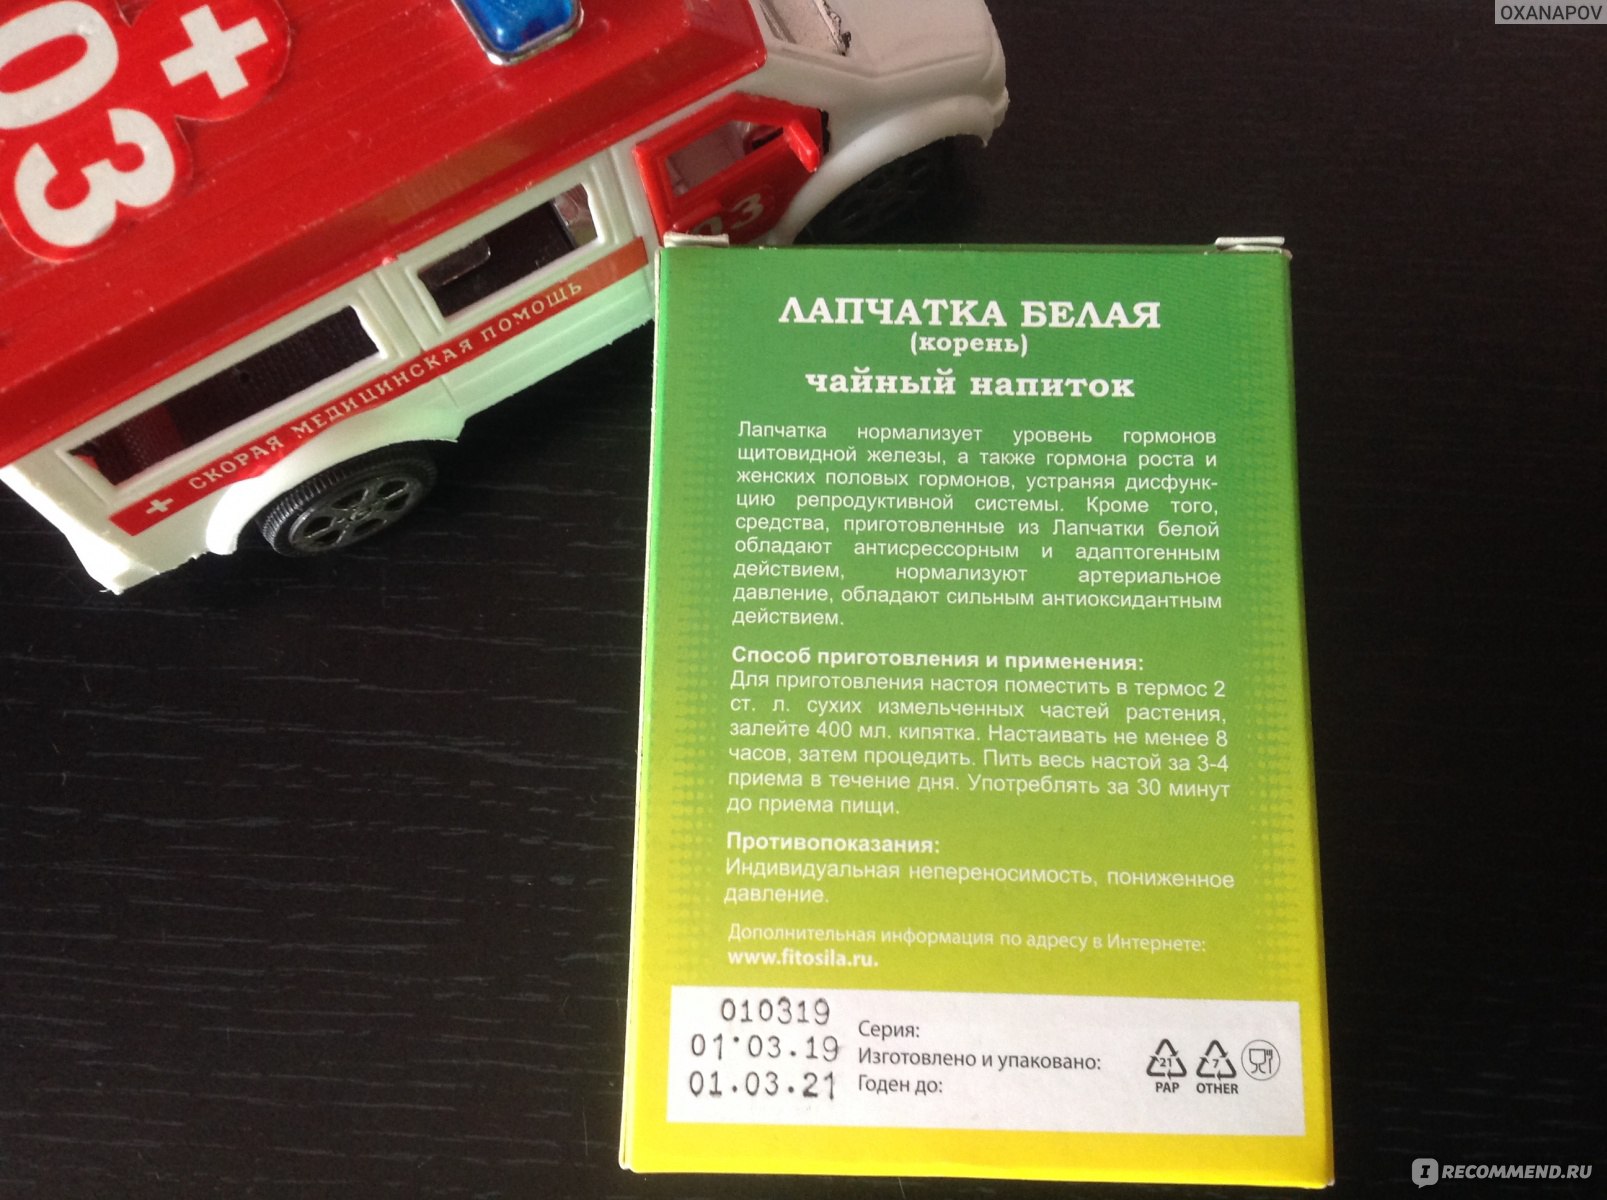 OXANAPOV
03
03
СКОРАЯ МЕДИЦИНСКАЯ ПОМОЩЬ
ЛАПЧАТКА БЕЛАЯ
(корень)
чайный напиток
Лапчатка нормализует уровень гормонов
щитовидной железы, а также гормона роста и
женских половых гормонов, устраняя дисфунк-
цию репродуктивной системы. Кроме того,
средства, приготовленные из Лапчатки белой
обладают антисрессорным и адаптогенным
действием, нормализуют артериальное
давление, обладают сильным антиоксидантным
действием.
Способ приготовления и применения:
Для приготовления настоя поместить в термос 2
ст. л. сухих измельченных частей растения,
залейте 400 мл. кипятка. Настаивать не менее 8
часов, затем процедить. Пить весь настой за 3-4
приема в течение дня. Употреблять за 30 минут
до приема пищи.
Противопоказания:
Индивидуальная непереносимость, пониженное
давление.
Дополнительная информация по адресу в Интернете:
www.fitosila.ru.
010319 Серия:
01·03.19 Изготовлено и упаковано:
01.03.21 Годен до:
21 7
PAP OTHER
I RECOMMEND.RU